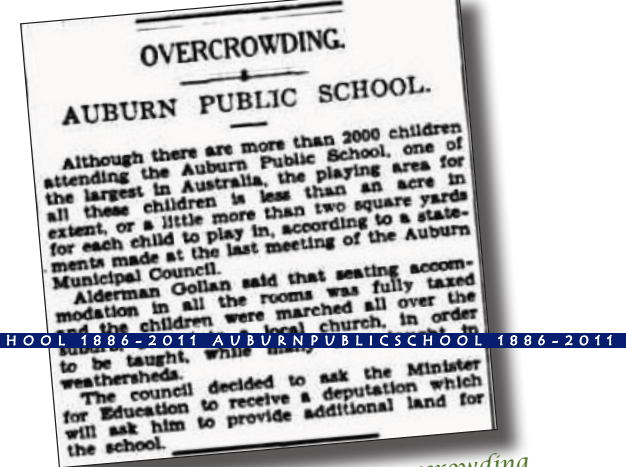 OVERCROWDING.
AUBURN PUBLIC SCHOOL.
Although there are more than 2000 children
attending the Auburn Public School, one of
the largest in Australia, the playing area for
all these children is less than an acre in
extent, or a little more than two square yards
for each child to play in, according to a state-
ments made at the last meeting of the Auburn
Municipal Council.
Alderman Gollan said that seating accom-
modation in all the rooms was fully taxed
and the children were marched all over the
local church, in order
HOOL 1886-2011 AUBURNPUBLICSCHOOL 1886-2011
to be taught, while many in
weathersheds.
The council decided to ask the Minister
for Education to receive a deputation which
will ask him to provide additional land for
the school.